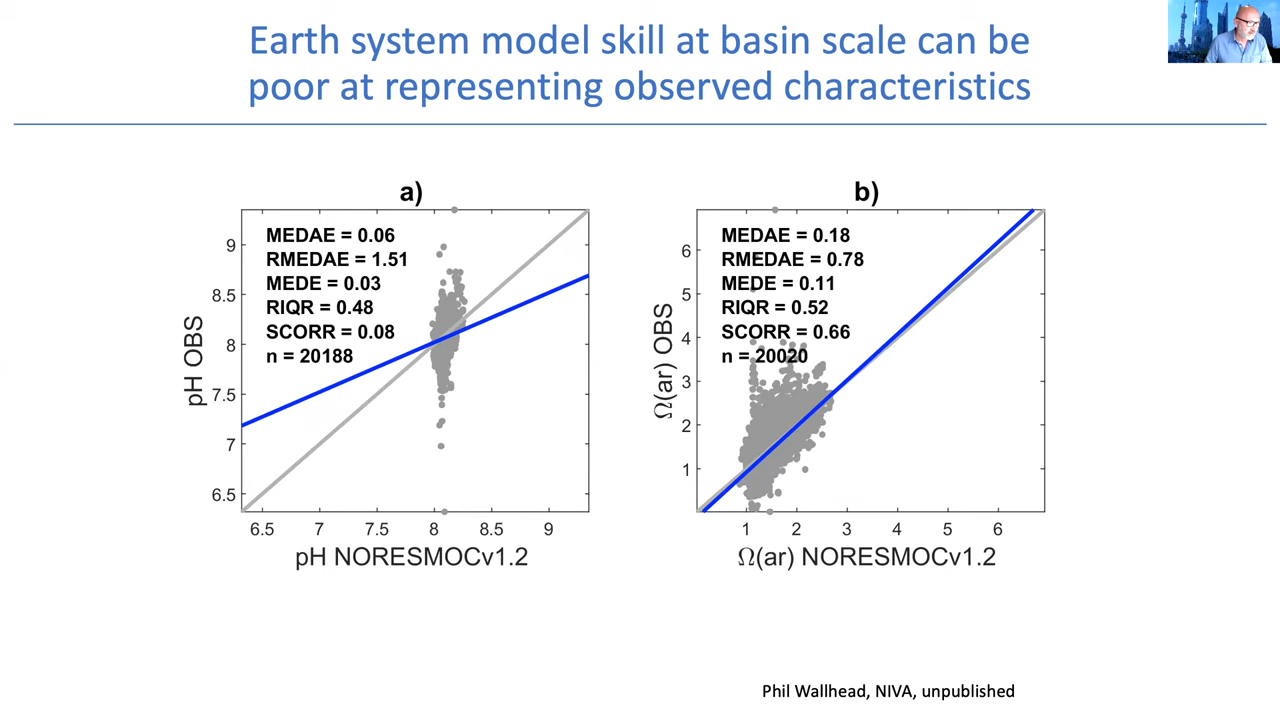 Earth system model skill at basin scale can be
poor at representing observed characteristics
a)
MEDAE = 0.06
RMEDAE = 1.51
MEDE = 0.03
RIQR = 0.48
SCORR = 0.08
n = 20188
9
8.5
8
7.5
7
6.5
pH OBS
6.5 7 7.5 8 8.5 9
pH NORESMOCv1.2
b)
MEDAE = 0.18
RMEDAE = 0.78
MEDE = 0.11
RIQR = 0.52
SCORR = 0.66
n = 20020
6
5
4
3
2
1
Ω(ar) OBS
1 2 3 4 5 6
Ω(ar) NORESMOCv1.2
Phil Wallhead, NIVA, unpublished